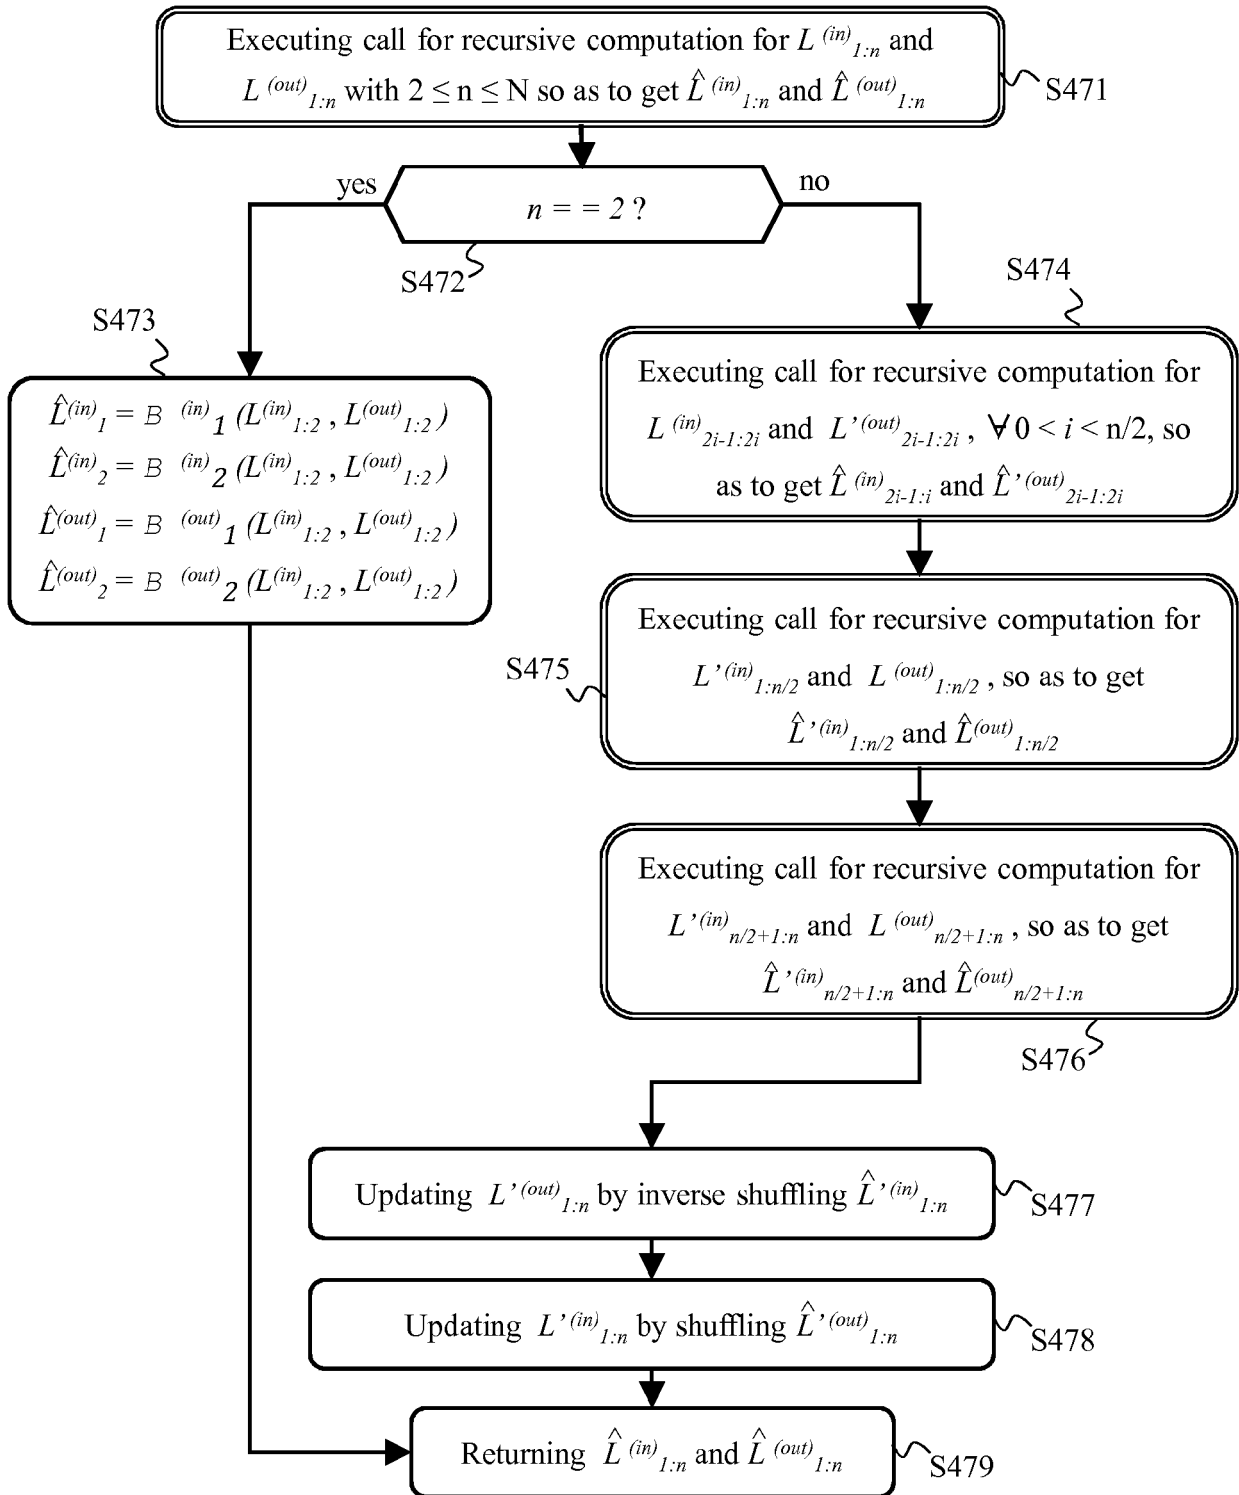 Executing call for recursive computation for L (in) 1:n and
L (out) 1:n with 2 ≤ n ≤ N so as to get L̂ (in) 1:n and L̂ (out) 1:n
S471
yes
n = = 2 ?
no
S472
S473
L̂(in) 1 = B (in) 1 (L(in) 1:2 , L(out) 1:2 )
L̂(in) 2 = B (in) 2 (L(in) 1:2 , L(out) 1:2 )
L̂(out) 1 = B (out) 1 (L(in) 1:2 , L(out) 1:2 )
L̂(out) 2 = B (out) 2 (L(in) 1:2 , L(out) 1:2 )
S474
Executing call for recursive computation for
L (in) 2i-1:2i and L’(out) 2i-1:2i , ∀ 0 < i < n/2, so
as to get L̂ (in) 2i-1:i and L̂ ’(out) 2i-1:2i
S475
Executing call for recursive computation for
L’(in) 1:n/2 and L (out) 1:n/2 , so as to get
L̂ ’(in) 1:n/2 and L̂(out) 1:n/2
Executing call for recursive computation for
L’(in) n/2+1:n and L (out) n/2+1:n , so as to get
L̂ ’(in) n/2+1:n and L̂(out) n/2+1:n
S476
Updating L’(out) 1:n by inverse shuffling L̂ ’(in) 1:n
S477
Updating L’(in) 1:n by shuffling L̂ ’(out) 1:n
S478
Returning L̂ (in) 1:n and L̂ (out) 1:n
S479